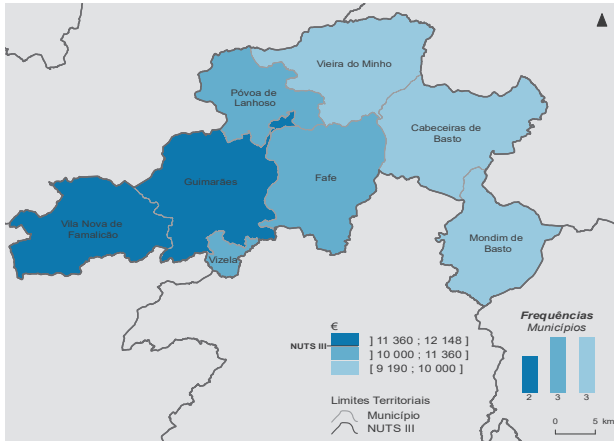 Vieira do Minho
Póvoa de
Lanhoso
Cabeceiras de
Basto
Guimarães
Fafe
Vila Nova de
Famalicão
Mondim de
Basto
Vizela
€
NUTS III
] 11 360 ; 12 148 ]
] 10 000 ; 11 360 ]
[ 9 190 ; 10 000 ]
Limites Territoriais
Município
NUTS III
Frequências
Municípios
2 3 3
0 5 km